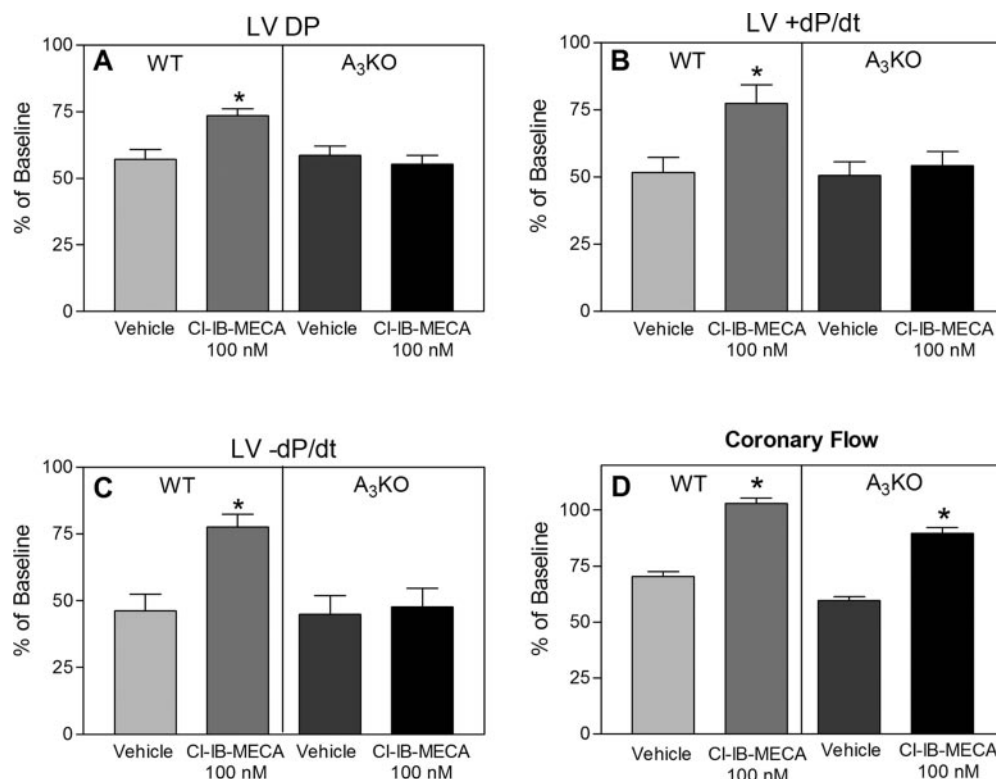 LV DP
100
75
50
25
0
% of Baseline
A
WT
A₃KO
*
Vehicle
Cl-IB-MECA
100 nM
Vehicle
Cl-IB-MECA
100 nM
LV +dP/dt
100
75
50
25
0
% of Baseline
B
WT
A₃KO
*
Vehicle
Cl-IB-MECA
100 nM
Vehicle
Cl-IB-MECA
100 nM
LV -dP/dt
100
75
50
25
0
% of Baseline
C
WT
A₃KO
*
Vehicle
Cl-IB-MECA
100 nM
Vehicle
Cl-IB-MECA
100 nM
Coronary Flow
100
75
50
25
0
% of Baseline
D
WT
A₃KO
*
*
Vehicle
Cl-IB-MECA
100 nM
Vehicle
Cl-IB-MECA
100 nM